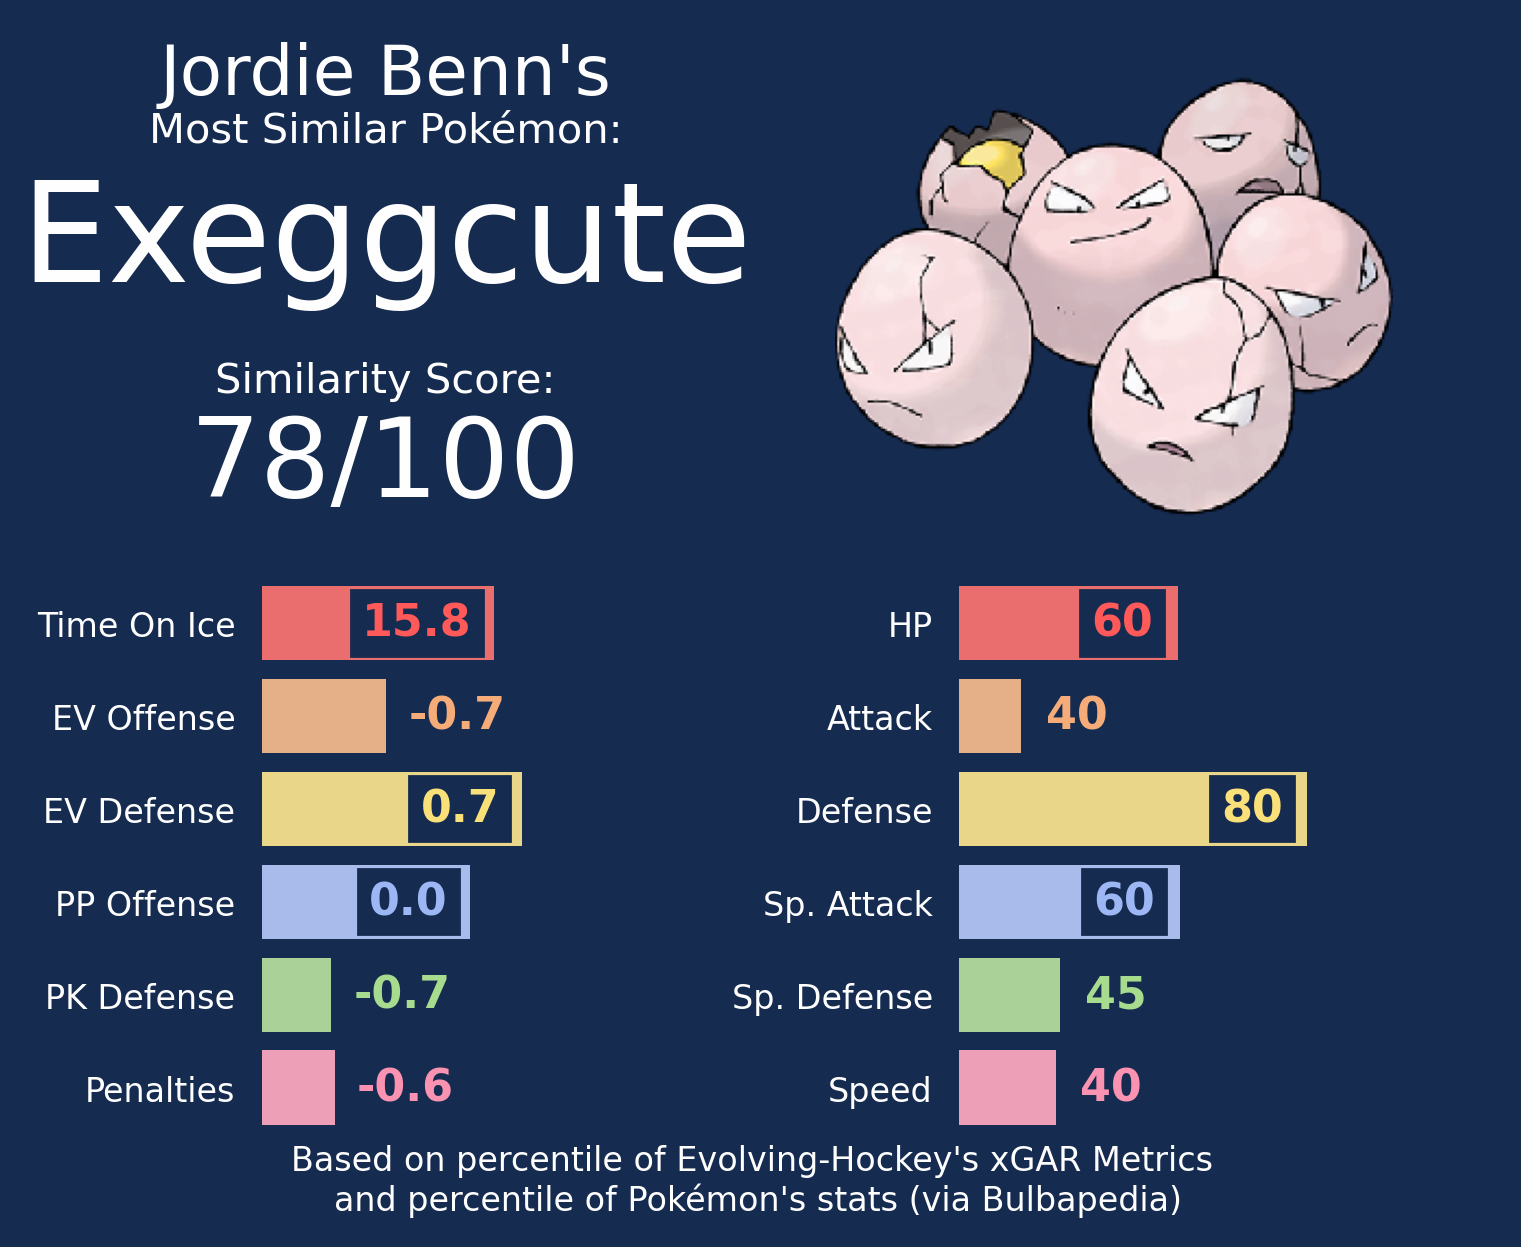 Jordie Benn's
Most Similar Pokémon:
Exeggcute
Similarity Score:
78/100
Time On Ice 15.8
EV Offense -0.7
EV Defense 0.7
PP Offense 0.0
PK Defense -0.7
Penalties -0.6
HP 60
Attack 40
Defense 80
Sp. Attack 60
Sp. Defense 45
Speed 40
Based on percentile of Evolving-Hockey's xGAR Metrics
and percentile of Pokémon's stats (via Bulbapedia)